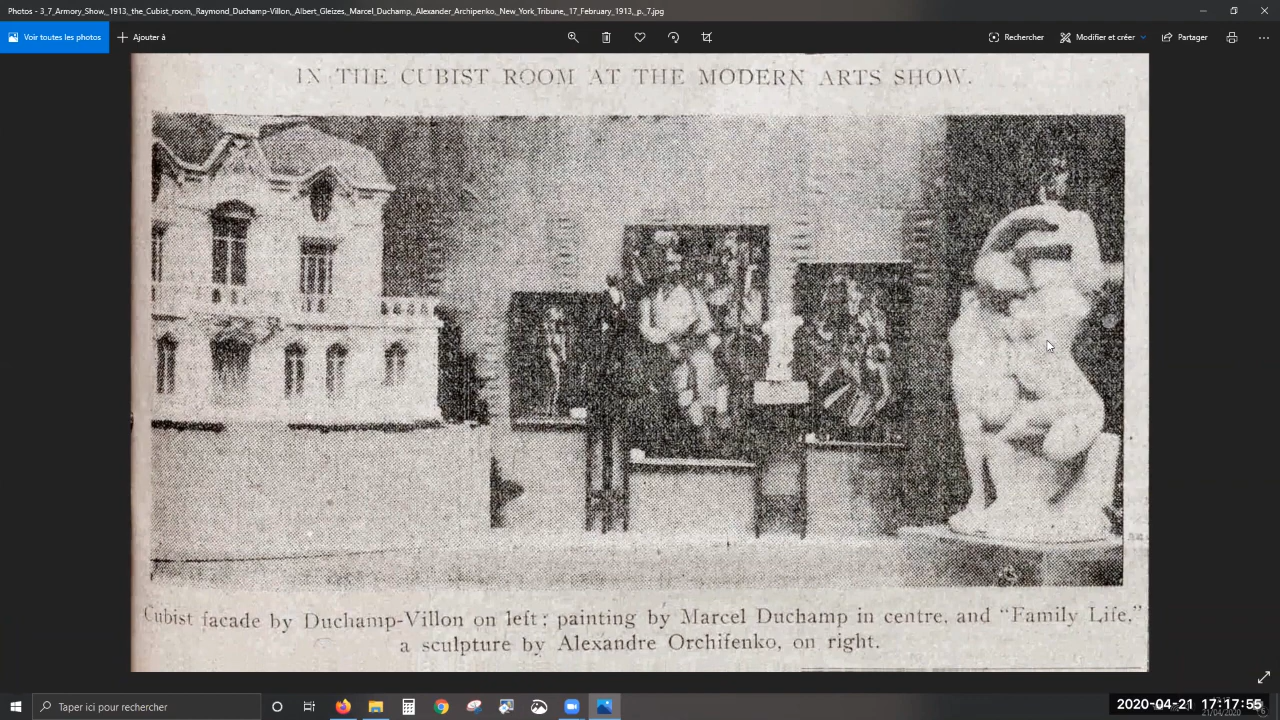 Photos - 3_7_Armory_Show,_1913,_the_Cubist_room,_Raymond_Duchamp-Villon,_Albert_Gleizes,_Marcel_Duchamp,_Alexander_Archipenko,_New_York_Tribune,_17_February_1913,_p._7.jpg
Voir toutes les photos
Ajouter à
Rechercher
Modifier et créer
Partager
IN THE CUBIST ROOM AT THE MODERN ARTS SHOW.
Cubist facade by Duchamp-Villon on left; painting by Marcel Duchamp in centre, and “Family Life,”
a sculpture by Alexandre Orchifenko, on right.
Taper ici pour rechercher
2020-04-21 17:17:55
21/04/2020